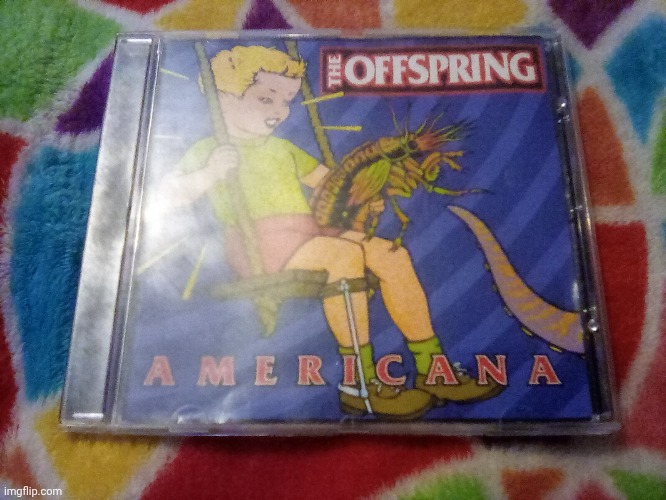 THE OFFSPRING
AMERICANA
imgflip.com